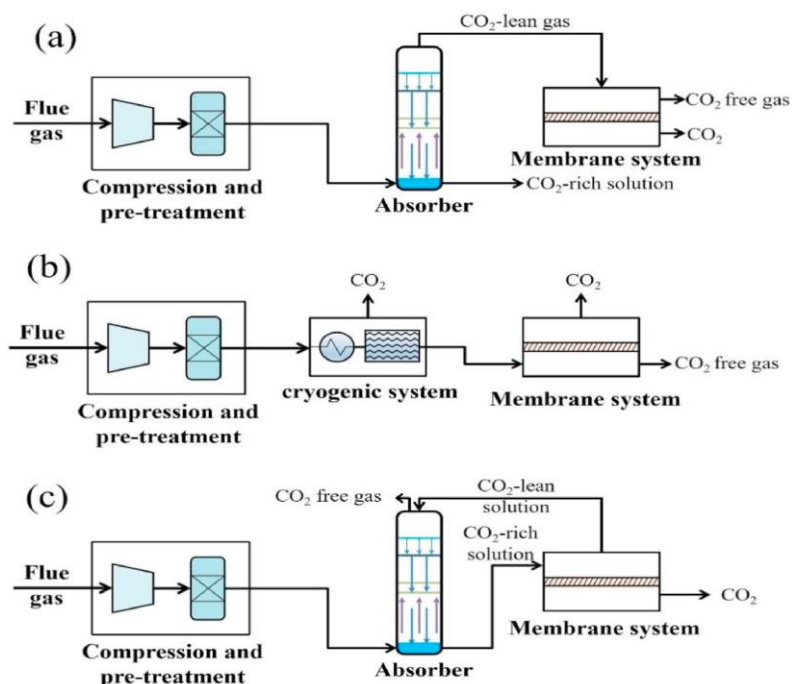 (a)
CO₂-lean gas
Flue
gas
CO₂ free gas
CO₂
Membrane system
CO₂-rich solution
Compression and
pre-treatment
Absorber
(b)
CO₂
CO₂
Flue
gas
CO₂ free gas
cryogenic system
Membrane system
Compression and
pre-treatment
(c)
CO₂ free gas
CO₂-lean
solution
CO₂-rich
solution
Flue
gas
CO₂
Membrane system
Compression and
pre-treatment
Absorber